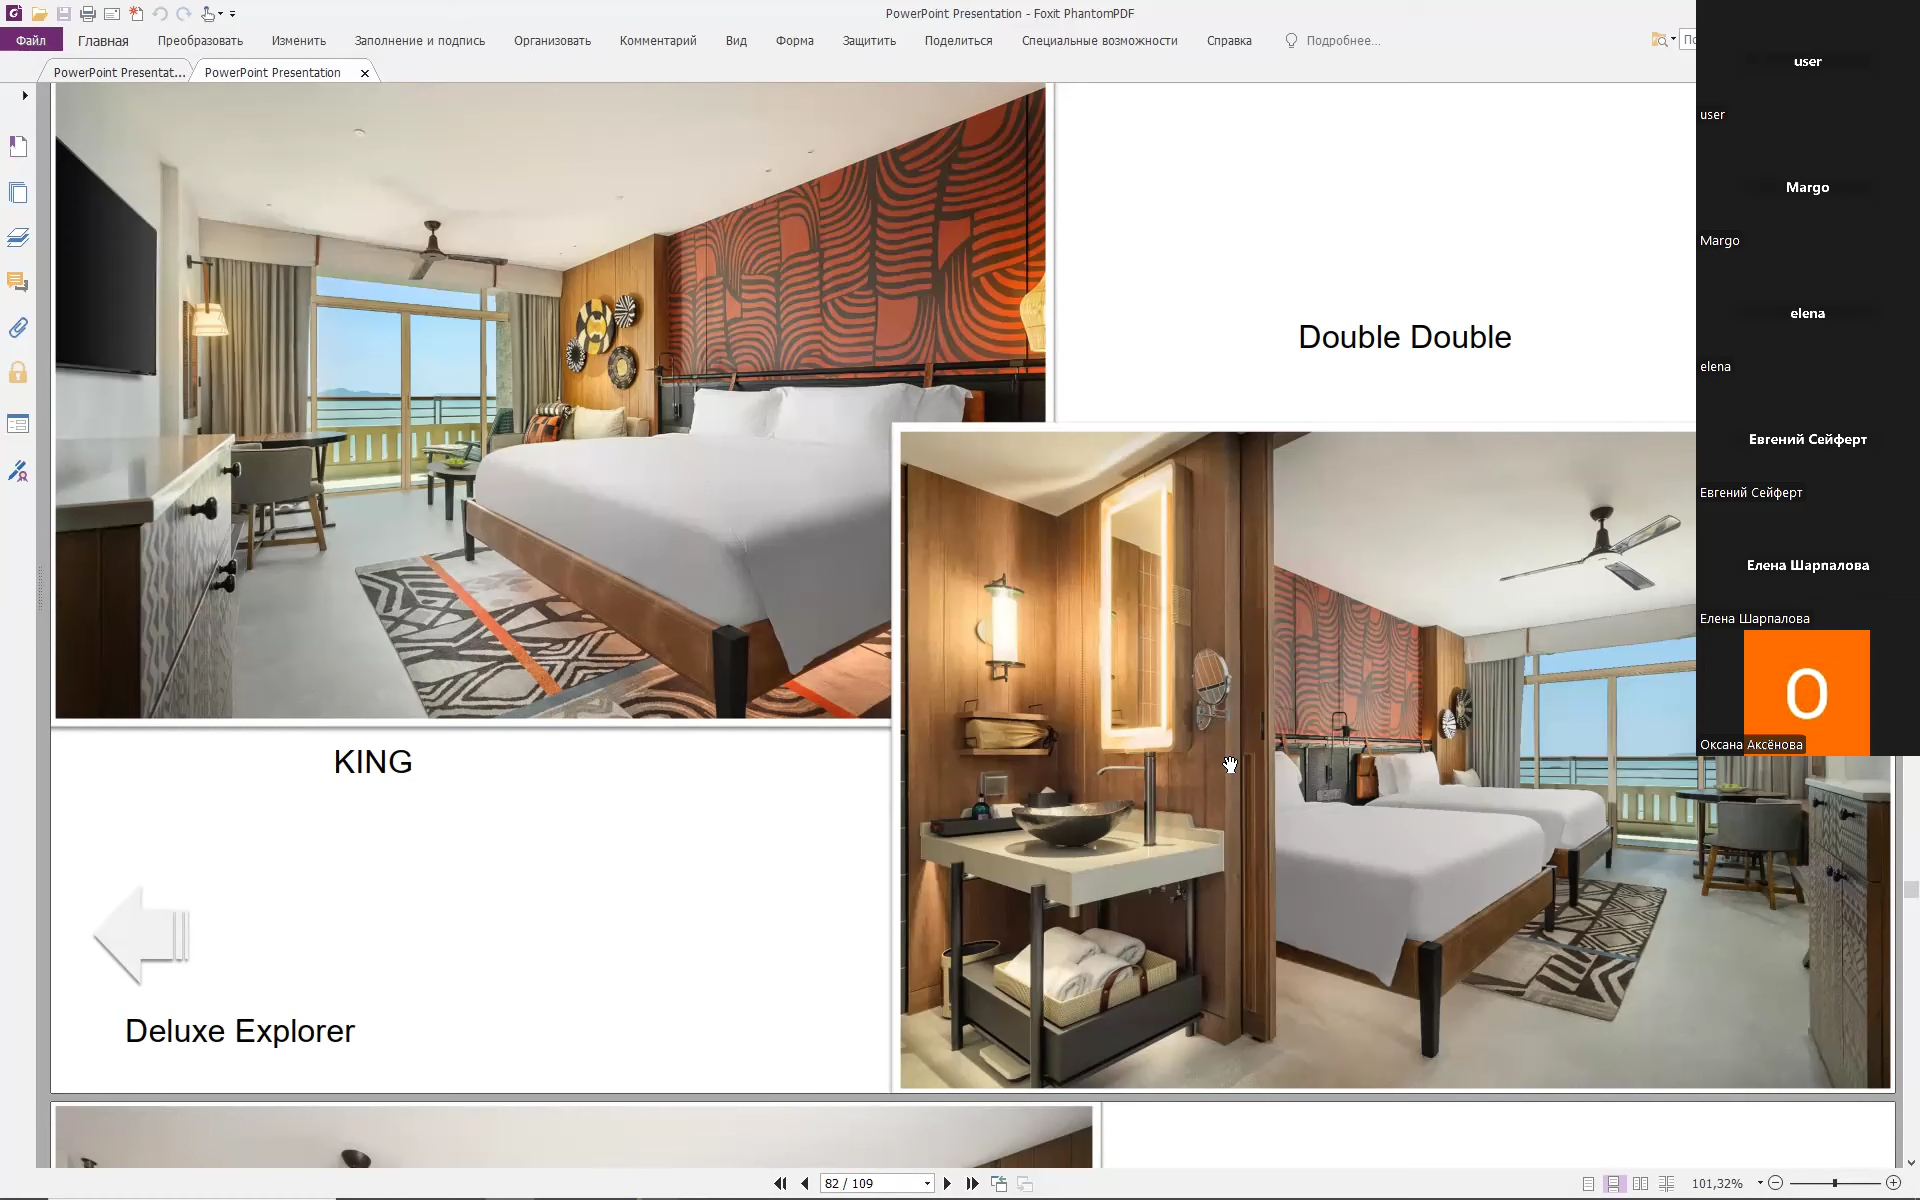 PowerPoint Presentation - Foxit PhantomPDF
Файл Главная Преобразовать Изменить Заполнение и подпись Организовать Комментарий Вид Форма Защитить Поделиться Специальные возможности Справка Подробнее...
PowerPoint Presentat... PowerPoint Presentation
Double Double
KING
Deluxe Explorer
user
user
Margo
Margo
elena
elena
Евгений Сейферт
Евгений Сейферт
Елена Шарпалова
Елена Шарпалова
О
Оксана Аксёнова
82 / 109
101,32%